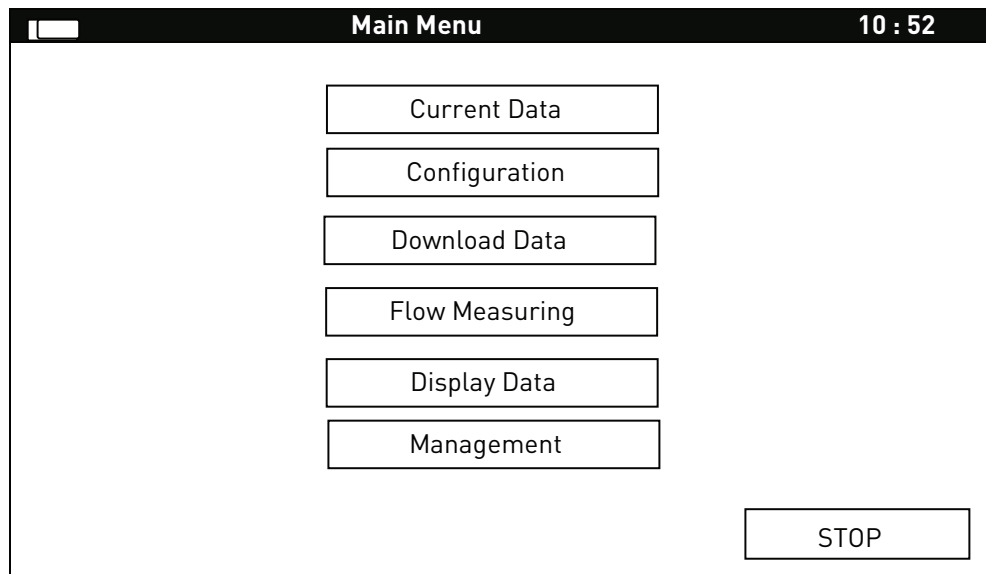 Main Menu 10 : 52
Current Data
Configuration
Download Data
Flow Measuring
Display Data
Management
STOP